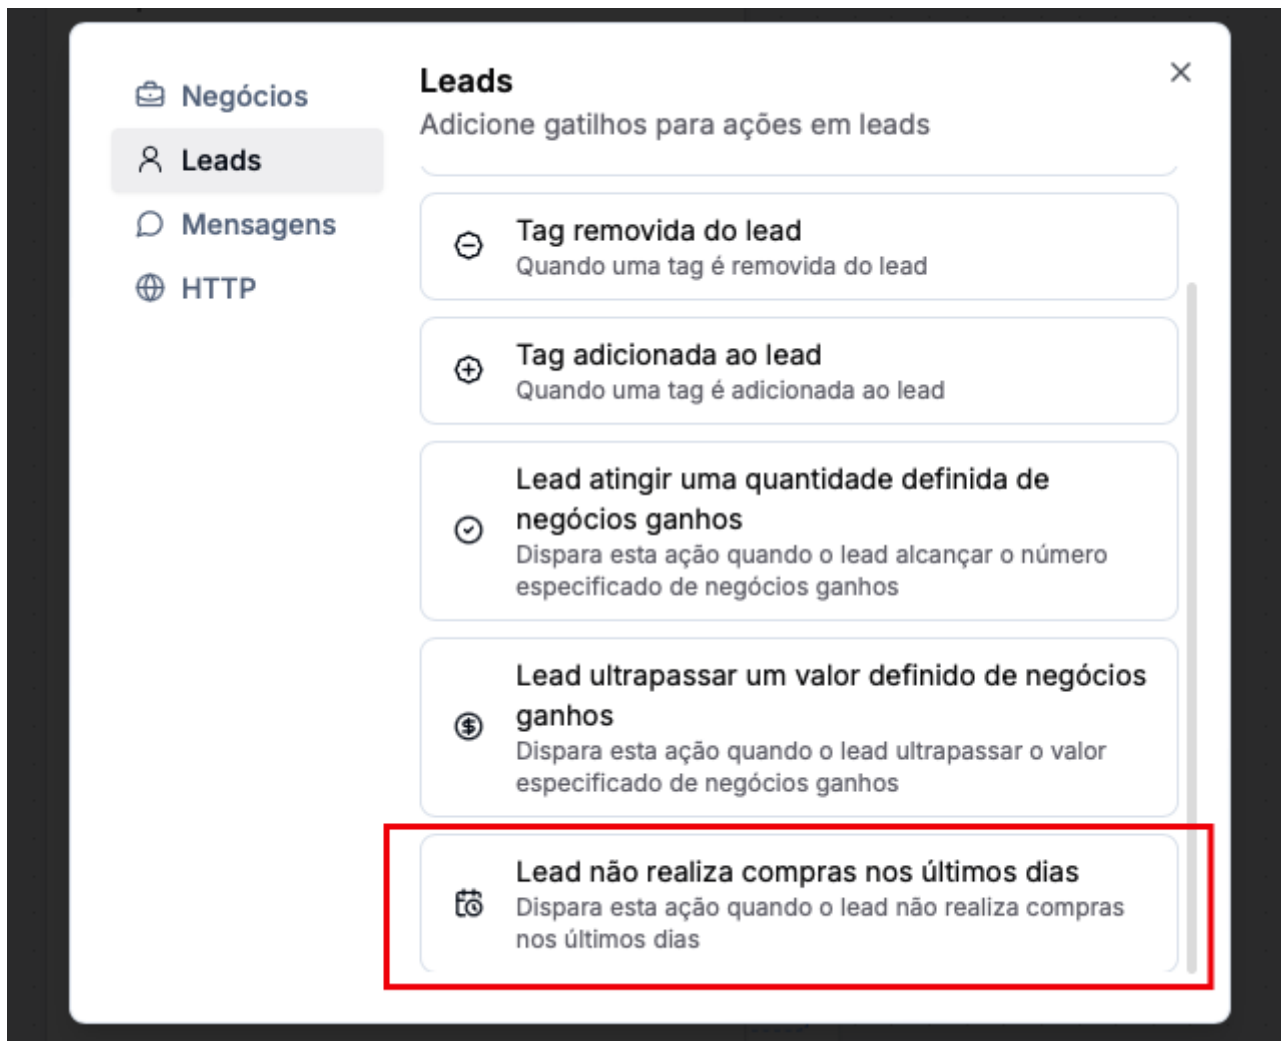 Negócios
Leads
Mensagens
HTTP
Leads
Adicione gatilhos para ações em leads
Tag removida do lead
Quando uma tag é removida do lead
Tag adicionada ao lead
Quando uma tag é adicionada ao lead
Lead atingir uma quantidade definida de
negócios ganhos
Dispara esta ação quando o lead alcançar o número
especificado de negócios ganhos
Lead ultrapassar um valor definido de negócios
ganhos
Dispara esta ação quando o lead ultrapassar o valor
especificado de negócios ganhos
Lead não realiza compras nos últimos dias
Dispara esta ação quando o lead não realiza compras
nos últimos dias